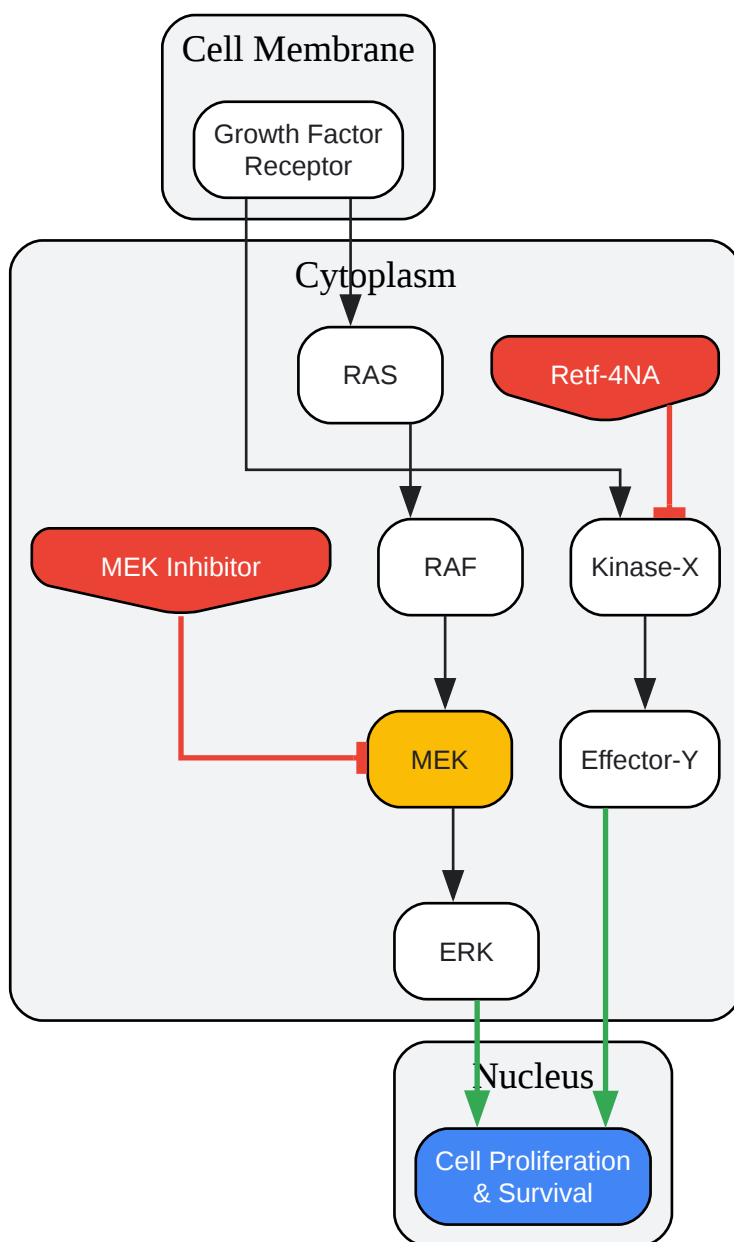 Cell Membrane
Growth Factor
Receptor
Cytoplasm
RAS
Retf-4NA
MEK Inhibitor
RAF
Kinase-X
MEK
Effector-Y
ERK
Nucleus
Cell Proliferation
& Survival